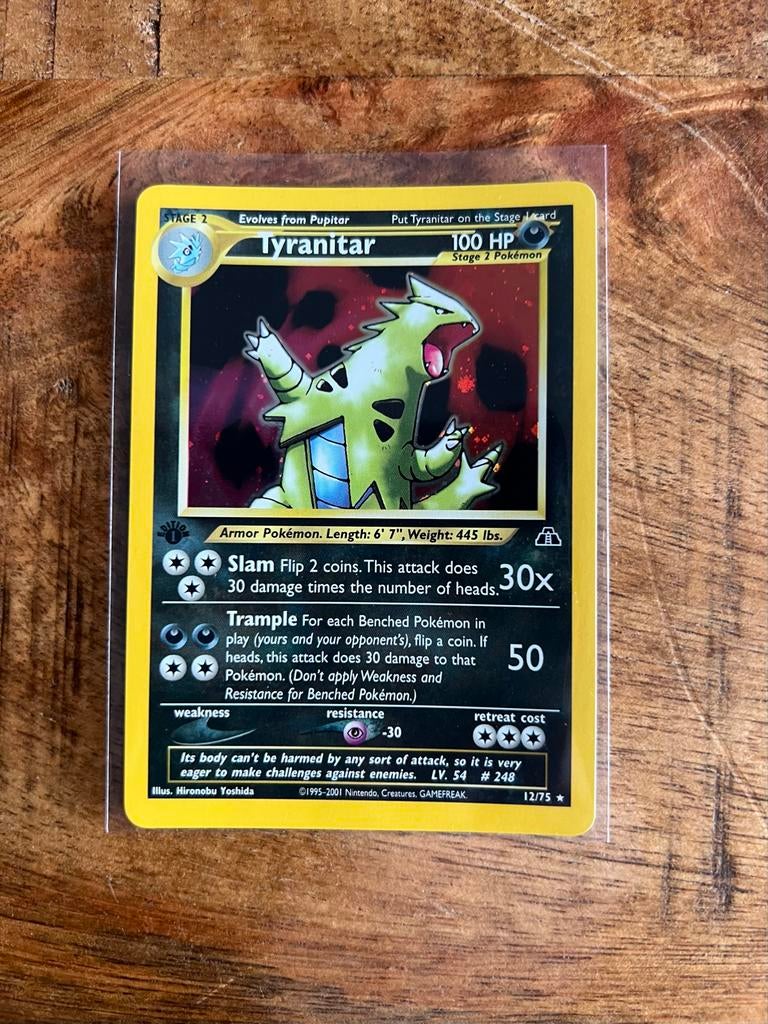 STAGE 2 Evolves from Pupitar Put Tyranitar on the Stage 1 card
Tyranitar 100 HP
Stage 2 Pokémon
EDITION
1
Armor Pokémon. Length: 6' 7", Weight: 445 lbs.
Slam Flip 2 coins. This attack does
30 damage times the number of heads. 30x
Trample For each Benched Pokémon in
play (yours and your opponent's), flip a coin. If
heads, this attack does 30 damage to that
Pokémon. (Don't apply Weakness and
Resistance for Benched Pokémon.)
50
weakness resistance retreat cost
-30
Its body can't be harmed by any sort of attack, so it is very
eager to make challenges against enemies. LV. 54 # 248
Illus. Hironobu Yoshida ©1995-2001 Nintendo, Creatures, GAMEFREAK. 12/75 ★